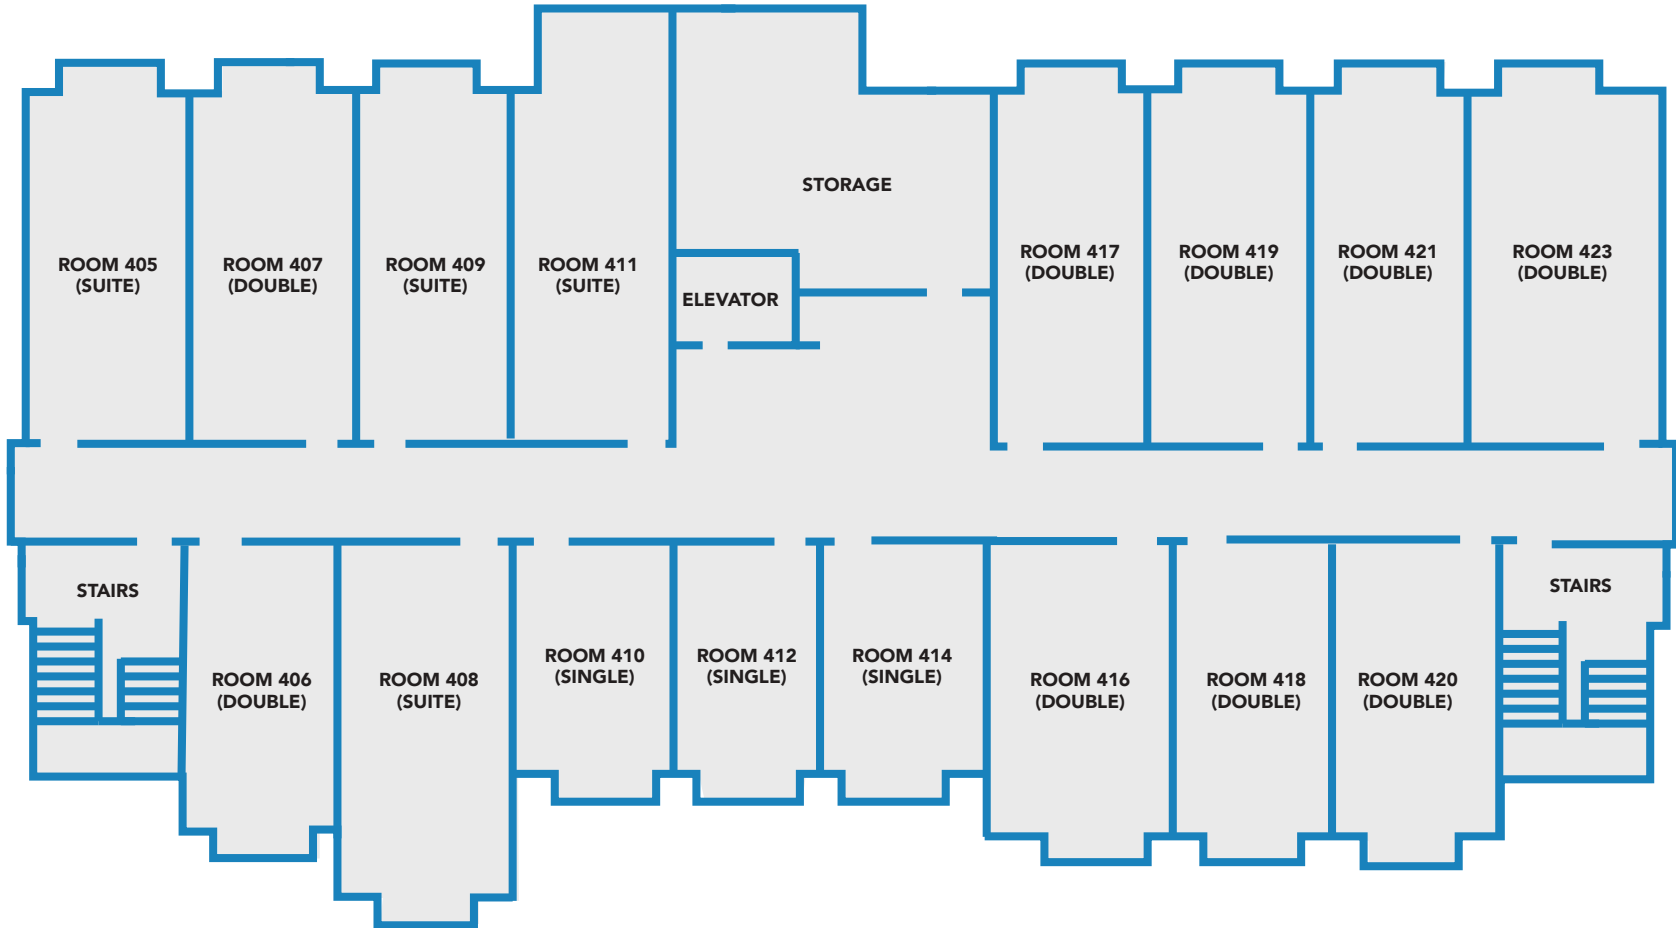 STORAGE
ROOM 405
(SUITE)
ROOM 407
(DOUBLE)
ROOM 409
(SUITE)
ROOM 411
(SUITE)
ELEVATOR
ROOM 417
(DOUBLE)
ROOM 419
(DOUBLE)
ROOM 421
(DOUBLE)
ROOM 423
(DOUBLE)
STAIRS
ROOM 406
(DOUBLE)
ROOM 408
(SUITE)
ROOM 410
(SINGLE)
ROOM 412
(SINGLE)
ROOM 414
(SINGLE)
ROOM 416
(DOUBLE)
ROOM 418
(DOUBLE)
ROOM 420
(DOUBLE)
STAIRS